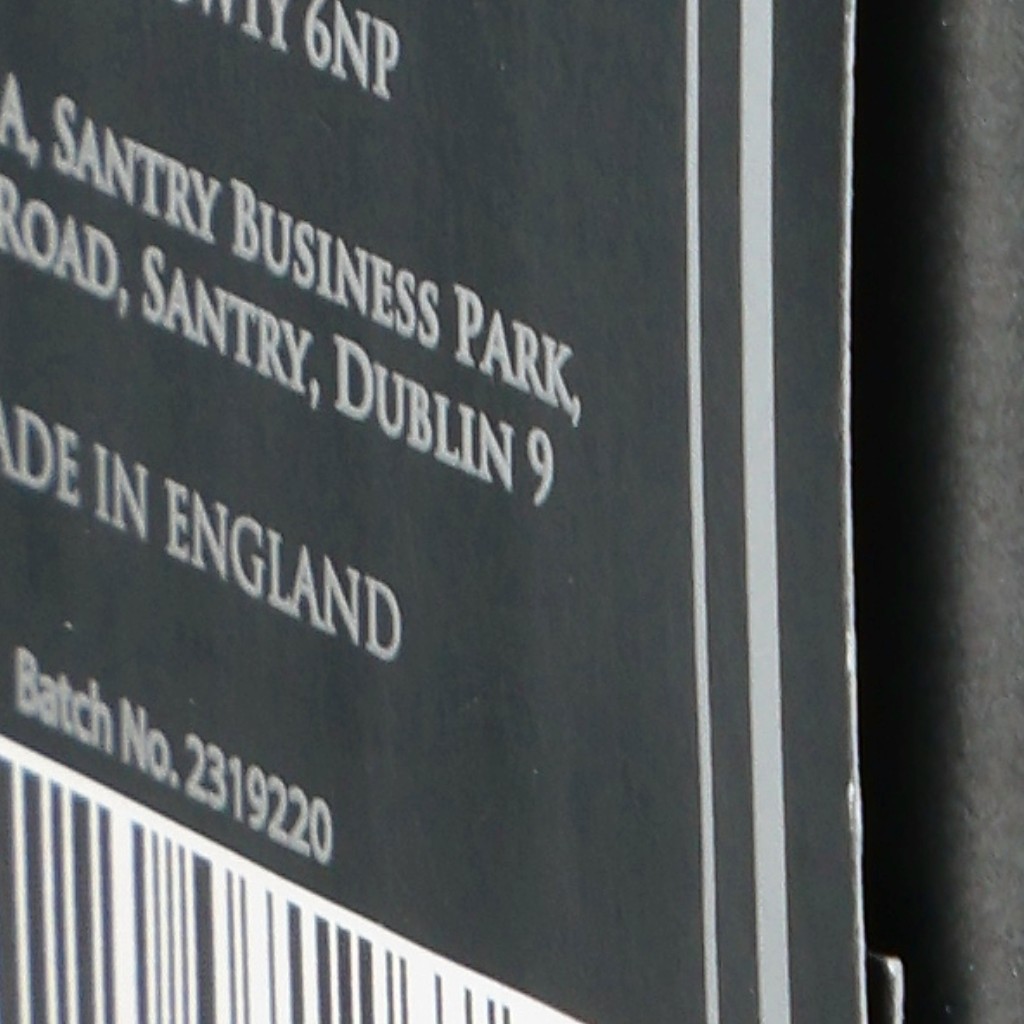 6NP
A, SANTRY BUSINESS PARK,
ROAD, SANTRY, DUBLIN 9
ADE IN ENGLAND
Batch No. 2319220